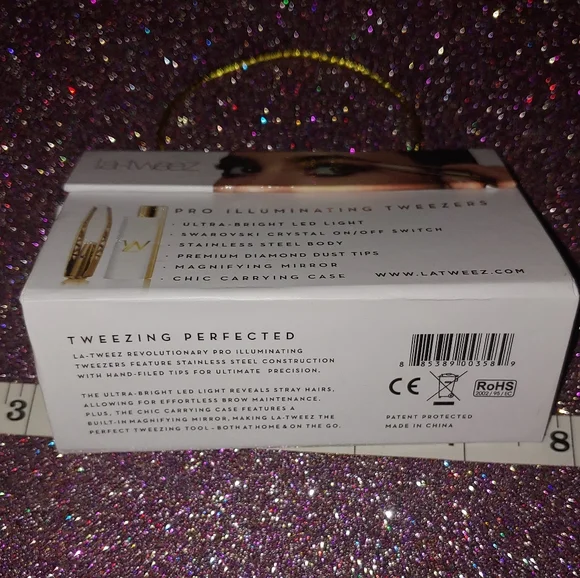 La-Tweez
PRO ILLUMINATING TWEEZERS
· ULTRA-BRIGHT LED LIGHT
· SWAROVSKI CRYSTAL ON/OFF SWITCH
· STAINLESS STEEL BODY
· PREMIUM DIAMOND DUST TIPS
· MAGNIFYING MIRROR
· CHIC CARRYING CASE
WWW.LATWEEZ.COM
TWEEZING PERFECTED
LA-TWEEZ REVOLUTIONARY PRO ILLUMINATING
TWEEZERS FEATURE STAINLESS STEEL CONSTRUCTION
WITH HAND-FILED TIPS FOR ULTIMATE PRECISION.
THE ULTRA-BRIGHT LED LIGHT REVEALS STRAY HAIRS,
ALLOWING FOR EFFORTLESS BROW MAINTENANCE.
PLUS, THE CHIC CARRYING CASE FEATURES A
BUILT-IN MAGNIFYING MIRROR, MAKING LA-TWEEZ THE
PERFECT TWEEZING TOOL - BOTH AT HOME & ON THE GO.
8 85389 00358 9
CE
RoHS
2002 / 95 / EC
PATENT PROTECTED
MADE IN CHINA
3
8